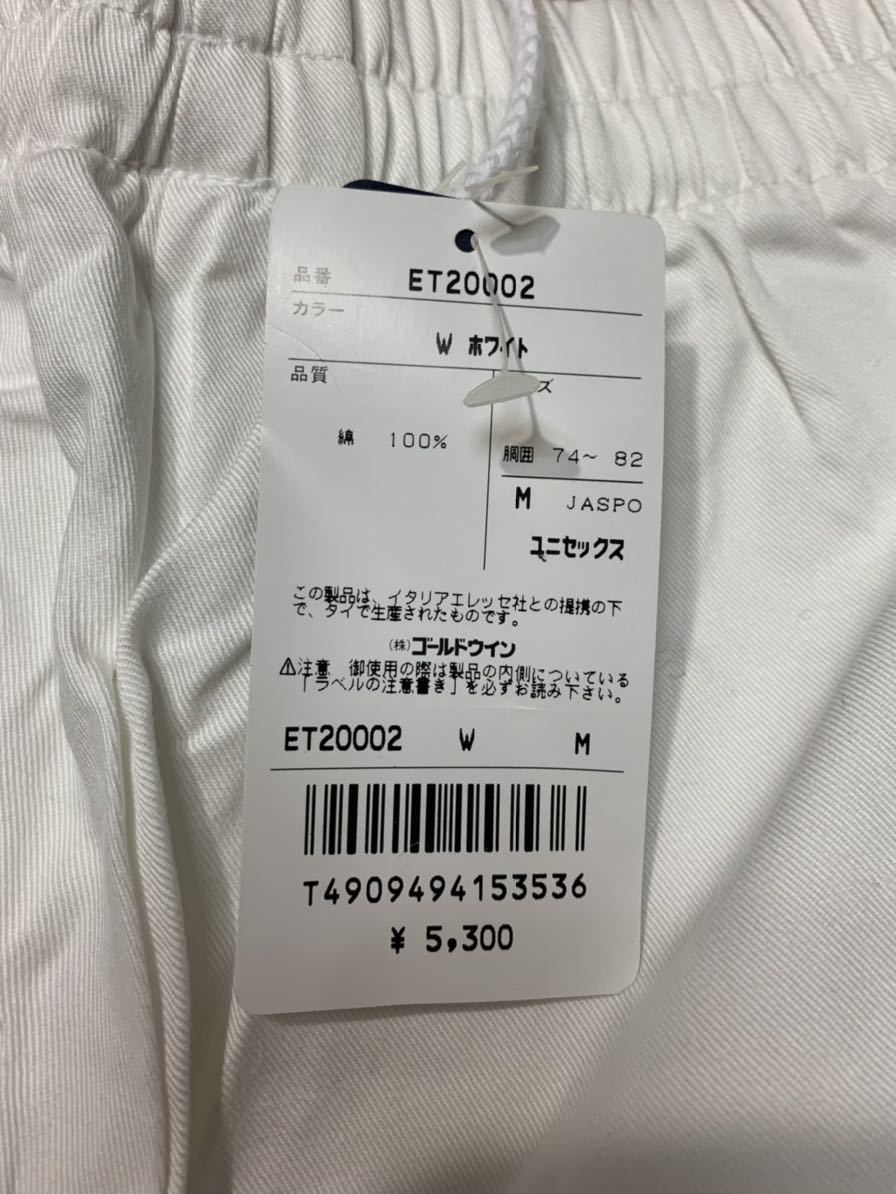 品番 ET20002
カラー
W ホワイト
品質 ズ
綿 100%
胴囲 74~ 82
M JASPO
ユニセックス
この製品は、イタリアエレッセ社との提携の下
で、タイで生産されたものです。
(株)ゴールドウイン
⚠注意 御使用の際は製品の内側についている
「ラベルの注意書き」を必ずお読み下さい。
ET20002 W M
T4909494153536
¥ 5,300